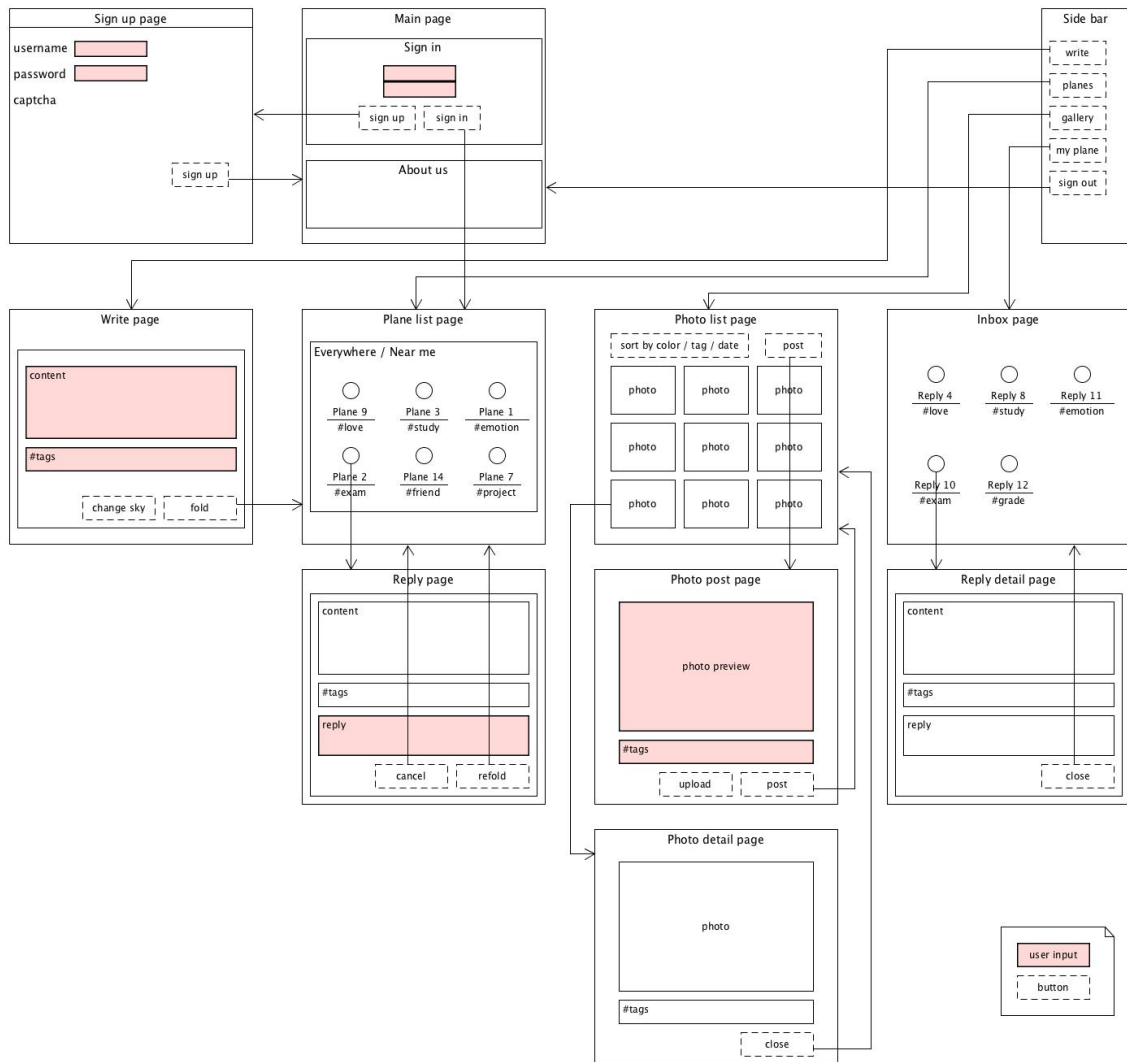 Sign up page
username
password
captcha
sign up
Main page
Sign in
sign up
sign in
About us
Side bar
write
planes
gallery
my plane
sign out
Write page
content
#tags
change sky
fold
Plane list page
Everywhere / Near me
Plane 9
#love
Plane 3
#study
Plane 1
#emotion
Plane 2
#exam
Plane 14
#friend
Plane 7
#project
Photo list page
sort by color / tag / date
post
photo
photo
photo
photo
photo
photo
photo
photo
photo
Inbox page
Reply 4
#love
Reply 8
#study
Reply 11
#emotion
Reply 10
#exam
Reply 12
#grade
Reply page
content
#tags
reply
cancel
refold
Photo post page
photo preview
#tags
upload
post
Reply detail page
content
#tags
reply
close
Photo detail page
photo
#tags
close
user input
button